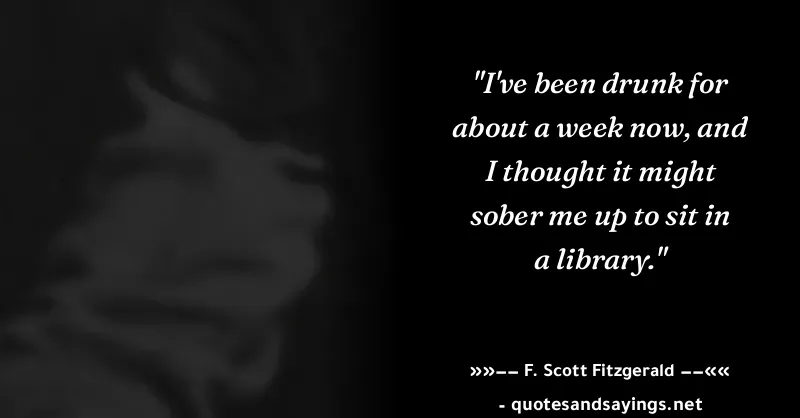 "I've been drunk for
about a week now, and
I thought it might
sober me up to sit in
a library."
»»−− F. Scott Fitzgerald −−««
- quotesandsayings.net